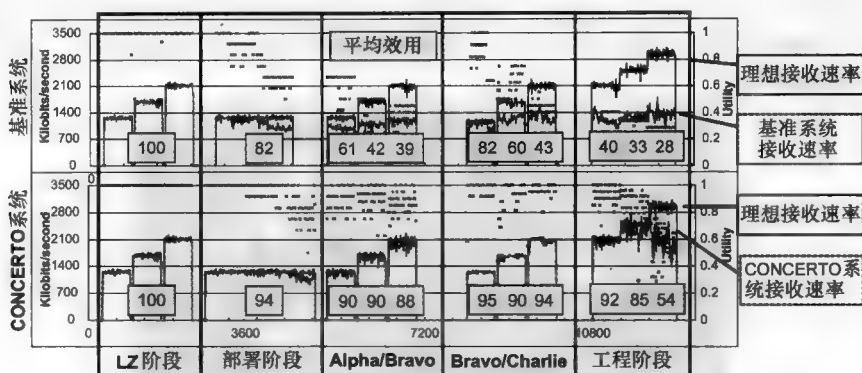 基准系统
Kilobits/second
3500
2800
2100
1400
700
0
平均效用
100
82
61 42 39
82 60 43
40 33 28
1
0.8
0.6
0.4
0.2
0
Utility
理想接收速率
基准系统
接收速率
CONCERTO系统
Kilobits/second
0
3500
2800
2100
1400
700
0
100
94
90 90 88
95 90 94
92 85 54
1
0.8
0.6
0.4
0.2
0
Utility
理想接收速率
CONCERTO系
统接收速率
0
3600
7200
10800
LZ阶段
部署阶段
Alpha/Bravo
Bravo/Charlie
工程阶段